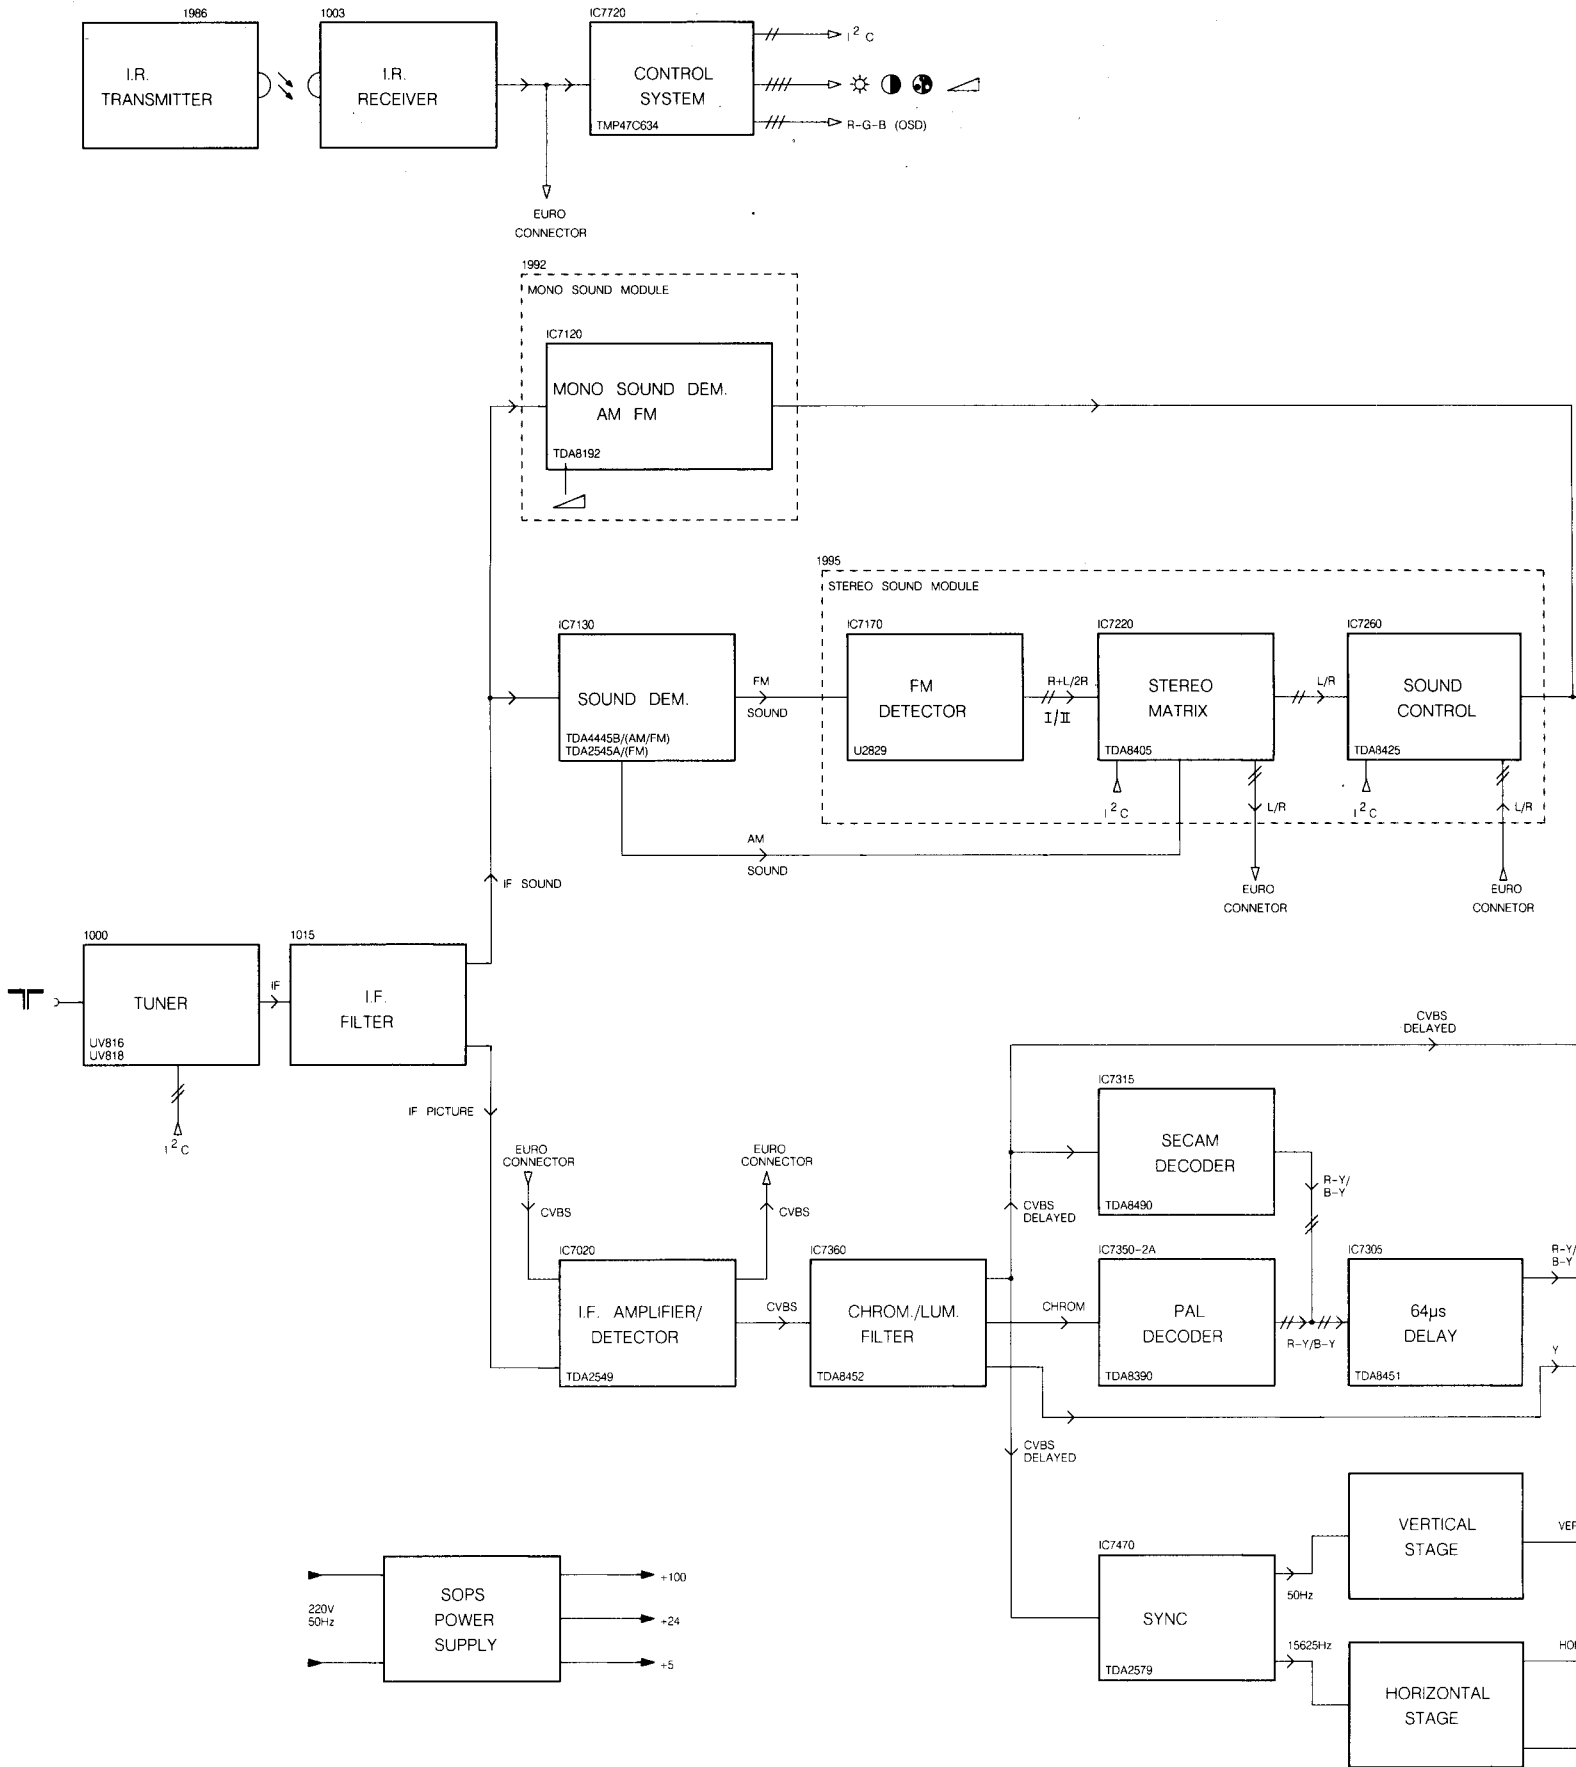 1986
I.R.
TRANSMITTER
1003
I.R.
RECEIVER
IC7720
CONTROL
SYSTEM
TMP47C634
I²C
R-G-B (OSD)
EURO
CONNECTOR
1992
MONO SOUND MODULE
IC7120
MONO SOUND DEM.
AM FM
TDA8192
1995
STEREO SOUND MODULE
IC7130
SOUND DEM.
TDA4445B/(AM/FM)
TDA2545A/(FM)
FM
SOUND
IC7170
FM
DETECTOR
U2829
R+L/2R
I/II
IC7220
STEREO
MATRIX
TDA8405
L/R
IC7260
SOUND
CONTROL
TDA8425
I²C
L/R
I²C
L/R
AM
SOUND
EURO
CONNETOR
EURO
CONNETOR
IF SOUND
1000
TUNER
UV816
UV818
IF
1015
I.F.
FILTER
I²C
IF PICTURE
CVBS
DELAYED
EURO
CONNECTOR
CVBS
EURO
CONNECTOR
CVBS
IC7315
SECAM
DECODER
TDA8490
R-Y/
B-Y
CVBS
DELAYED
IC7020
I.F. AMPLIFIER/
DETECTOR
TDA2549
CVBS
IC7360
CHROM./LUM.
FILTER
TDA8452
CHROM
IC7350-2A
PAL
DECODER
TDA8390
R-Y/B-Y
IC7305
64µs
DELAY
TDA8451
R-Y/
B-Y
Y
CVBS
DELAYED
220V
50Hz
SOPS
POWER
SUPPLY
+100
+24
+5
IC7470
SYNC
TDA2579
50Hz
15625Hz
VERTICAL
STAGE
VER
HORIZONTAL
STAGE
HO